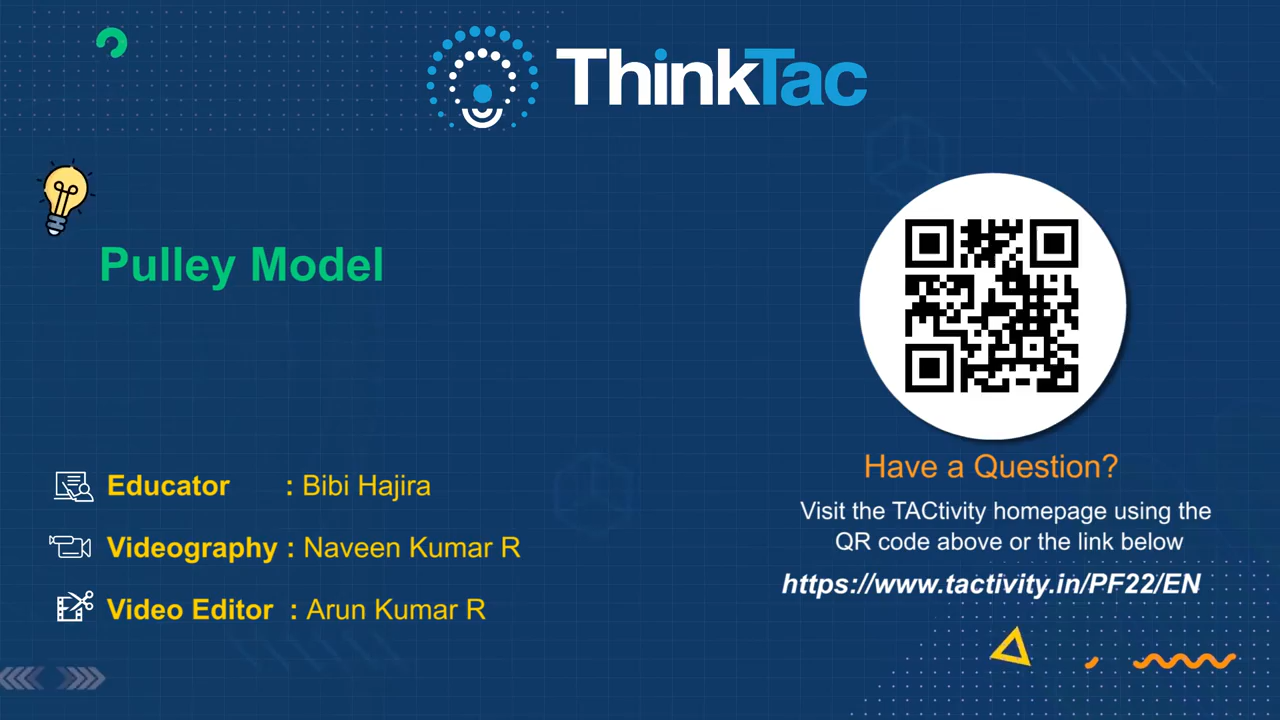 ThinkTac
Pulley Model
Educator : Bibi Hajira
Videography : Naveen Kumar R
Video Editor : Arun Kumar R
Have a Question?
Visit the TACtivity homepage using the
QR code above or the link below
https://www.tactivity.in/PF22/EN